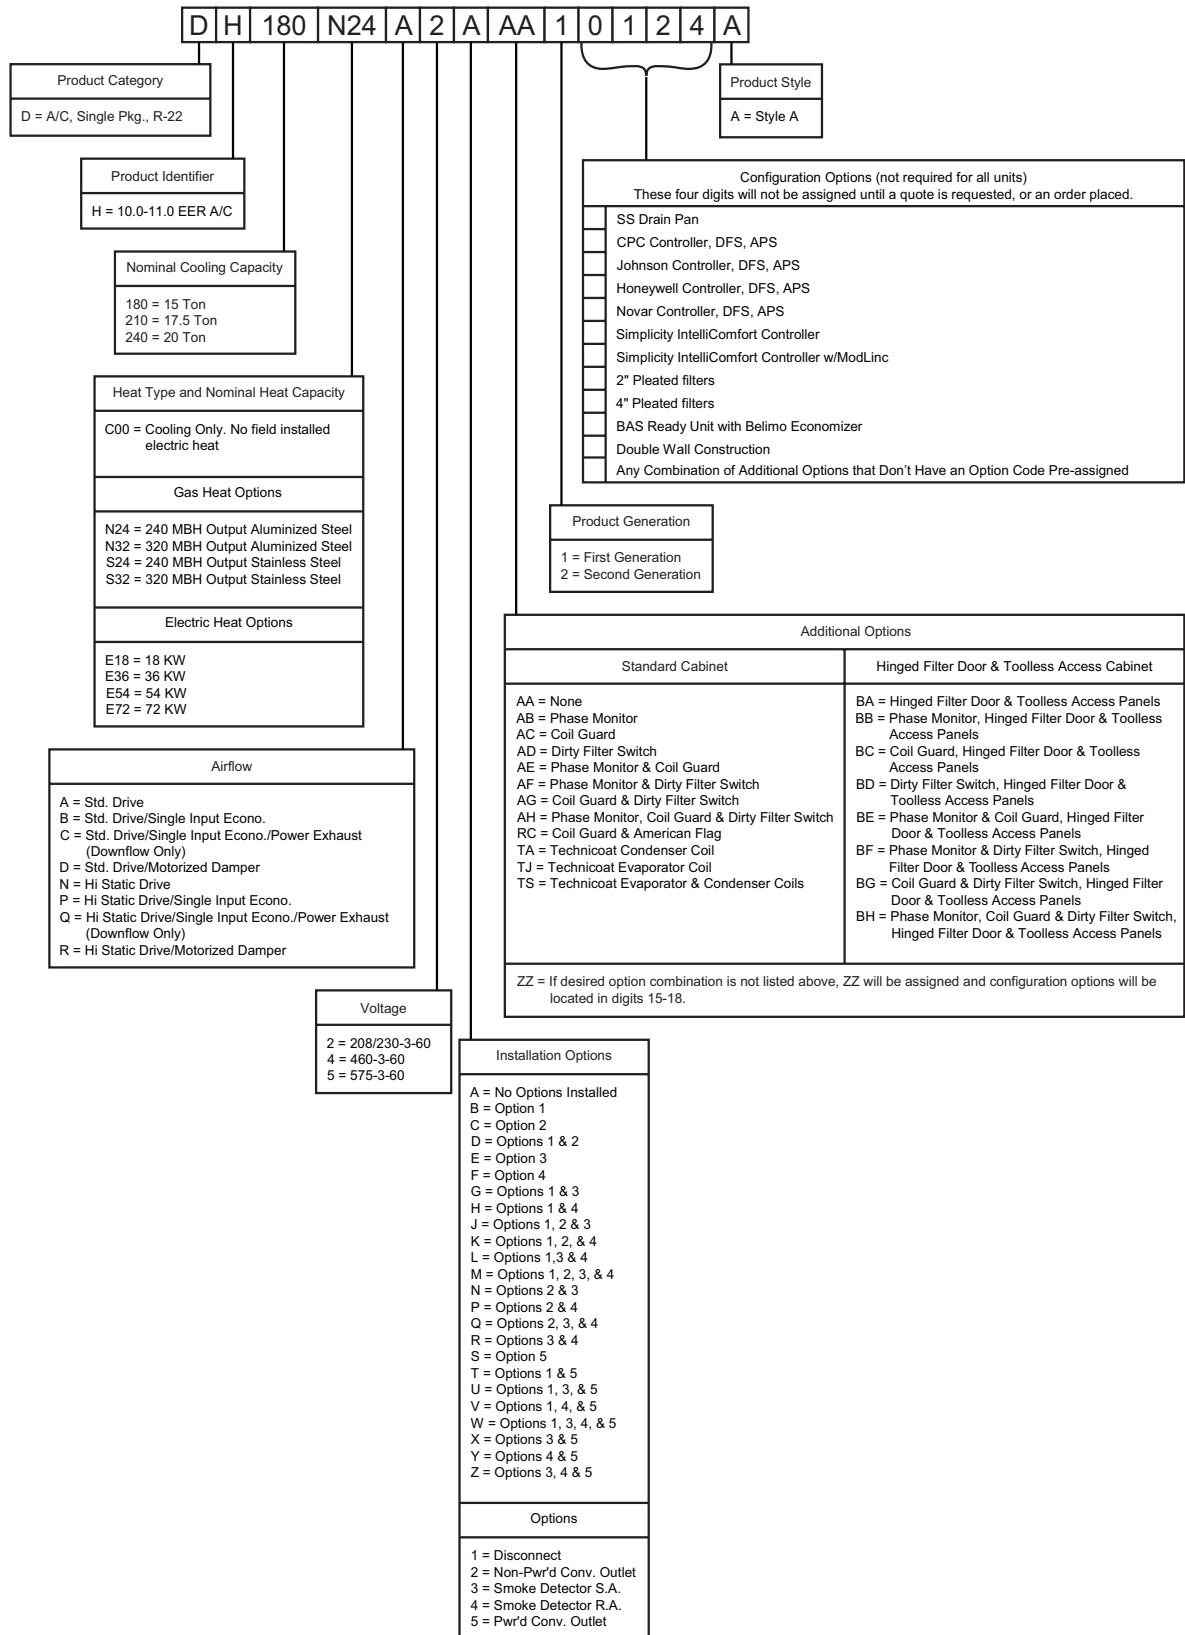 D H 180 N24 A 2 A AA 1 0 1 2 4 A
Product Category
D = A/C, Single Pkg., R-22
Product Style
A = Style A
Product Identifier
H = 10.0-11.0 EER A/C
Configuration Options (not required for all units)
These four digits will not be assigned until a quote is requested, or an order placed.
SS Drain Pan
CPC Controller, DFS, APS
Johnson Controller, DFS, APS
Honeywell Controller, DFS, APS
Novar Controller, DFS, APS
Simplicity IntelliComfort Controller
Simplicity IntelliComfort Controller w/ModLinc
2" Pleated filters
4" Pleated filters
BAS Ready Unit with Belimo Economizer
Double Wall Construction
Any Combination of Additional Options that Don't Have an Option Code Pre-assigned
Nominal Cooling Capacity
180 = 15 Ton
210 = 17.5 Ton
240 = 20 Ton
Heat Type and Nominal Heat Capacity
C00 = Cooling Only. No field installed
electric heat
Gas Heat Options
N24 = 240 MBH Output Aluminized Steel
N32 = 320 MBH Output Aluminized Steel
S24 = 240 MBH Output Stainless Steel
S32 = 320 MBH Output Stainless Steel
Electric Heat Options
E18 = 18 KW
E36 = 36 KW
E54 = 54 KW
E72 = 72 KW
Product Generation
1 = First Generation
2 = Second Generation
Additional Options
Standard Cabinet
AA = None
AB = Phase Monitor
AC = Coil Guard
AD = Dirty Filter Switch
AE = Phase Monitor & Coil Guard
AF = Phase Monitor & Dirty Filter Switch
AG = Coil Guard & Dirty Filter Switch
AH = Phase Monitor, Coil Guard & Dirty Filter Switch
RC = Coil Guard & American Flag
TA = Technicoat Condenser Coil
TJ = Technicoat Evaporator Coil
TS = Technicoat Evaporator & Condenser Coils
Hinged Filter Door & Toolless Access Cabinet
BA = Hinged Filter Door & Toolless Access Panels
BB = Phase Monitor, Hinged Filter Door & Toolless
Access Panels
BC = Coil Guard, Hinged Filter Door & Toolless
Access Panels
BD = Dirty Filter Switch, Hinged Filter Door &
Toolless Access Panels
BE = Phase Monitor & Coil Guard, Hinged Filter
Door & Toolless Access Panels
BF = Phase Monitor & Dirty Filter Switch, Hinged
Filter Door & Toolless Access Panels
BG = Coil Guard & Dirty Filter Switch, Hinged Filter
Door & Toolless Access Panels
BH = Phase Monitor, Coil Guard & Dirty Filter Switch,
Hinged Filter Door & Toolless Access Panels
ZZ = If desired option combination is not listed above, ZZ will be assigned and configuration options will be
located in digits 15-18.
Airflow
A = Std. Drive
B = Std. Drive/Single Input Econo.
C = Std. Drive/Single Input Econo./Power Exhaust
(Downflow Only)
D = Std. Drive/Motorized Damper
N = Hi Static Drive
P = Hi Static Drive/Single Input Econo.
Q = Hi Static Drive/Single Input Econo./Power Exhaust
(Downflow Only)
R = Hi Static Drive/Motorized Damper
Voltage
2 = 208/230-3-60
4 = 460-3-60
5 = 575-3-60
Installation Options
A = No Options Installed
B = Option 1
C = Option 2
D = Options 1 & 2
E = Option 3
F = Option 4
G = Options 1 & 3
H = Options 1 & 4
J = Options 1, 2 & 3
K = Options 1, 2, & 4
L = Options 1,3 & 4
M = Options 1, 2, 3, & 4
N = Options 2 & 3
P = Options 2 & 4
Q = Options 2, 3, & 4
R = Options 3 & 4
S = Option 5
T = Options 1 & 5
U = Options 1, 3, & 5
V = Options 1, 4, & 5
W = Options 1, 3, 4, & 5
X = Options 3 & 5
Y = Options 4 & 5
Z = Options 3, 4 & 5
Options
1 = Disconnect
2 = Non-Pwr'd Conv. Outlet
3 = Smoke Detector S.A.
4 = Smoke Detector R.A.
5 = Pwr'd Conv. Outlet